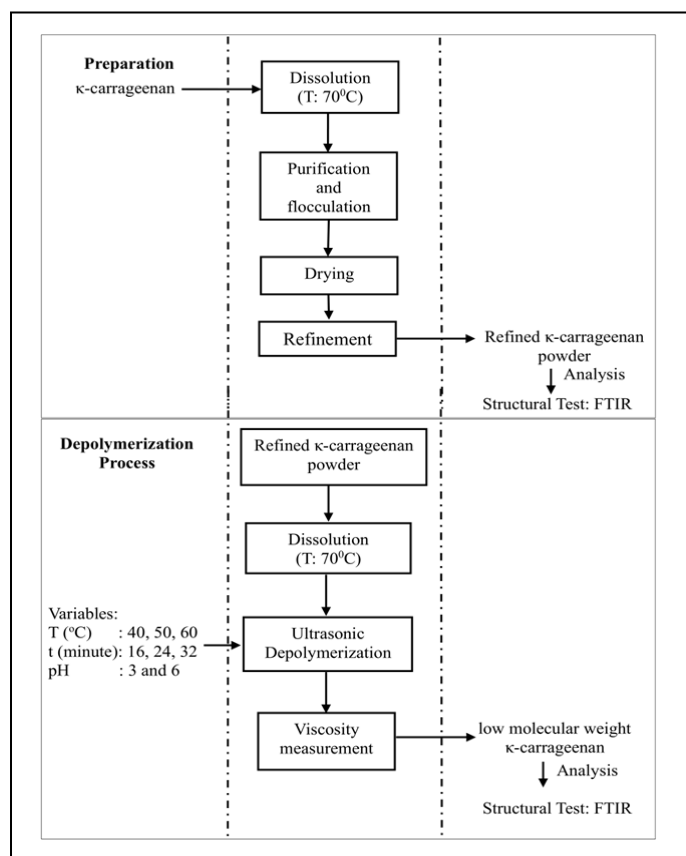 Preparation
κ-carrageenan
Dissolution
(T: 70⁰C)
Purification
and
flocculation
Drying
Refinement
Refined κ-carrageenan
powder
Analysis
Structural Test: FTIR
Depolymerization
Process
Refined κ-carrageenan
powder
Dissolution
(T: 70⁰C)
Variables:
T (ºC) : 40, 50, 60
t (minute): 16, 24, 32
pH : 3 and 6
Ultrasonic
Depolymerization
Viscosity
measurement
low molecular weight
κ-carrageenan
Analysis
Structural Test: FTIR